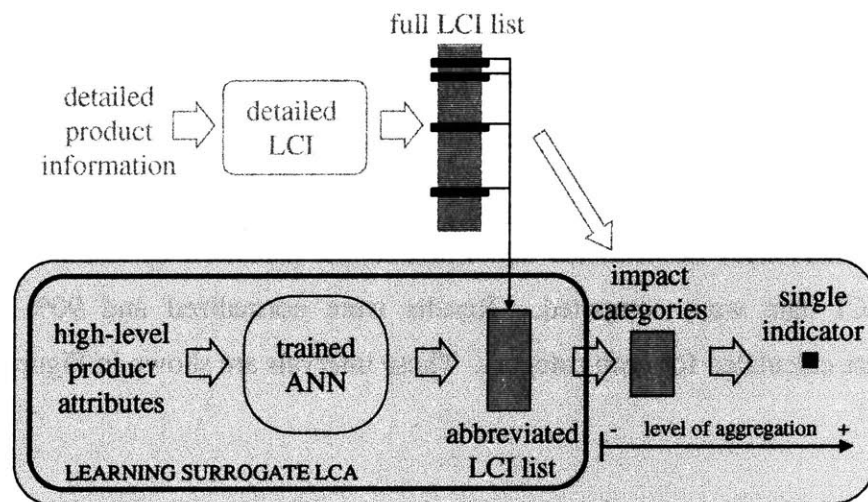 full LCI list
detailed
product
information
detailed
LCI
high-level
product
attributes
trained
ANN
abbreviated
LCI list
impact
categories
single
indicator
- level of aggregation +
LEARNING SURROGATE LCA